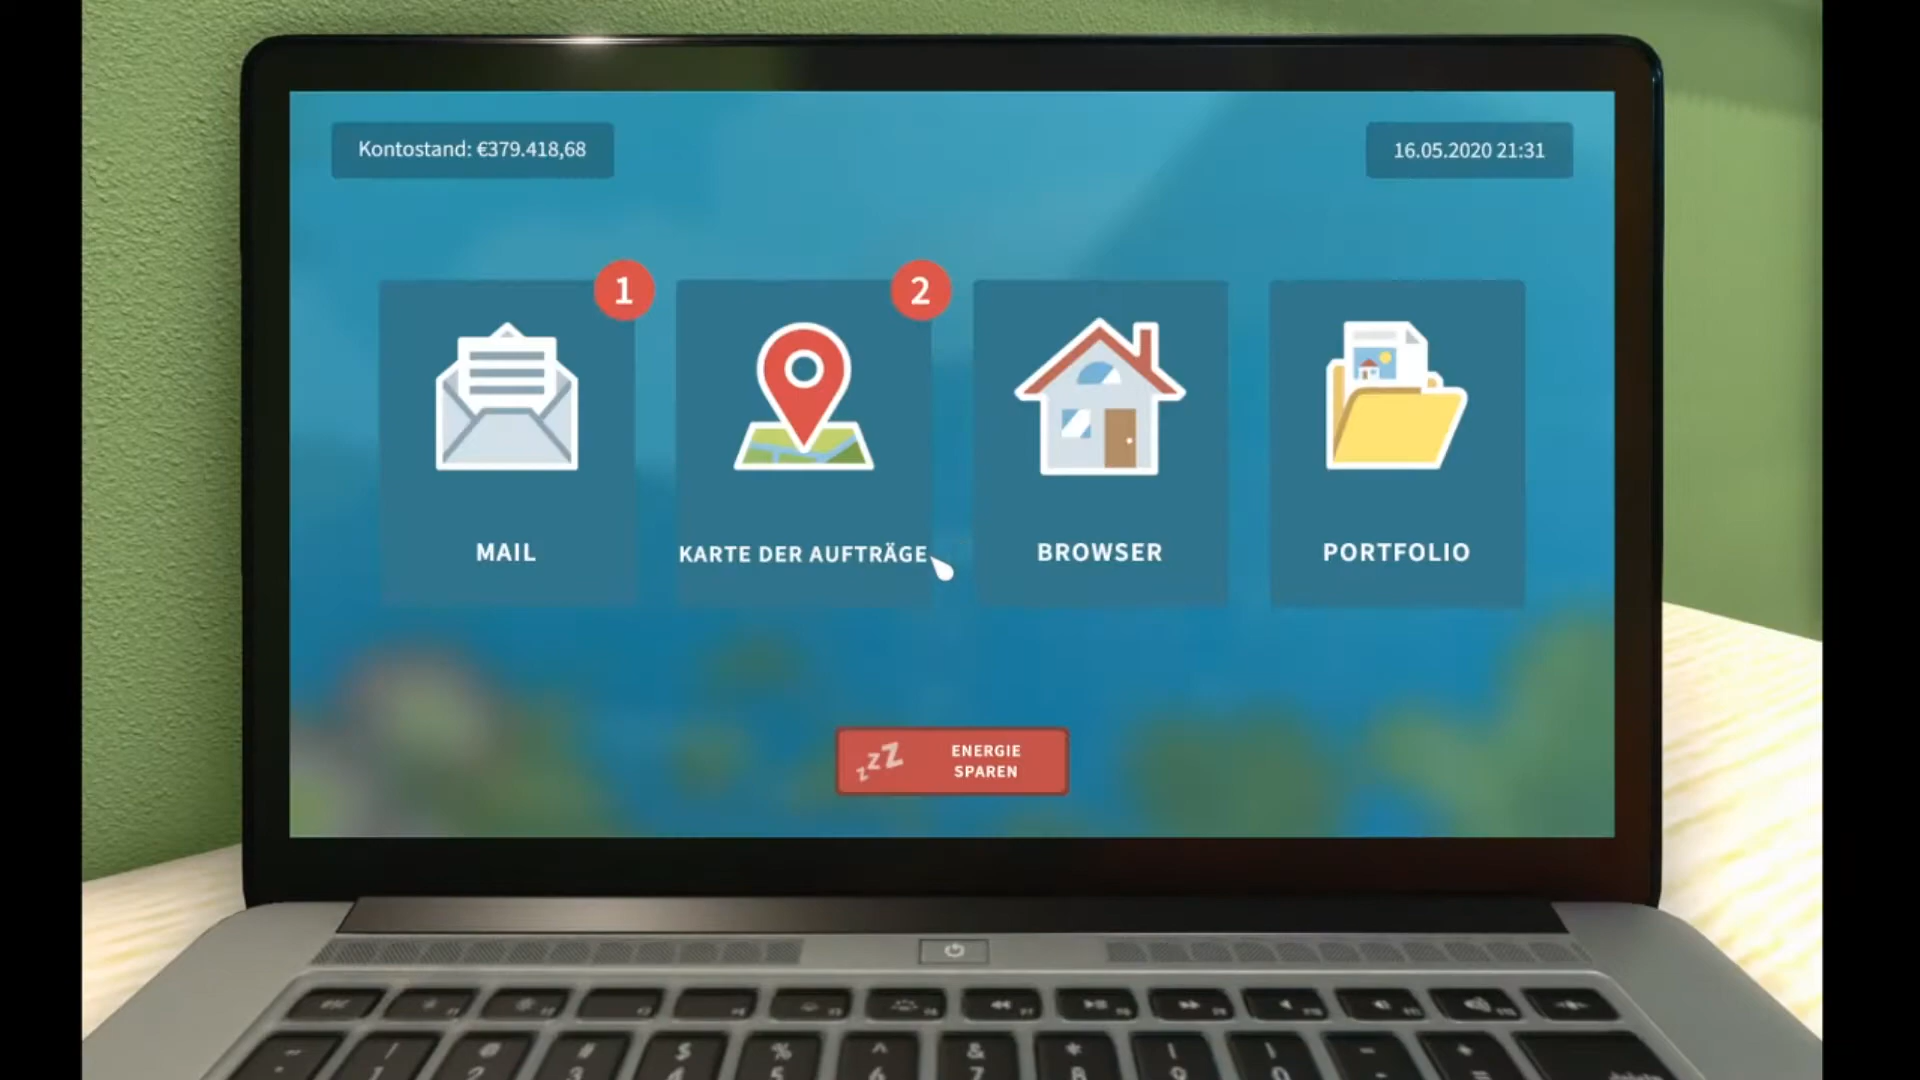 Kontostand: €379.418,68
16.05.2020 21:31
1
2
MAIL
KARTE DER AUFTRÄGE
BROWSER
PORTFOLIO
zzZ
ENERGIE
SPAREN